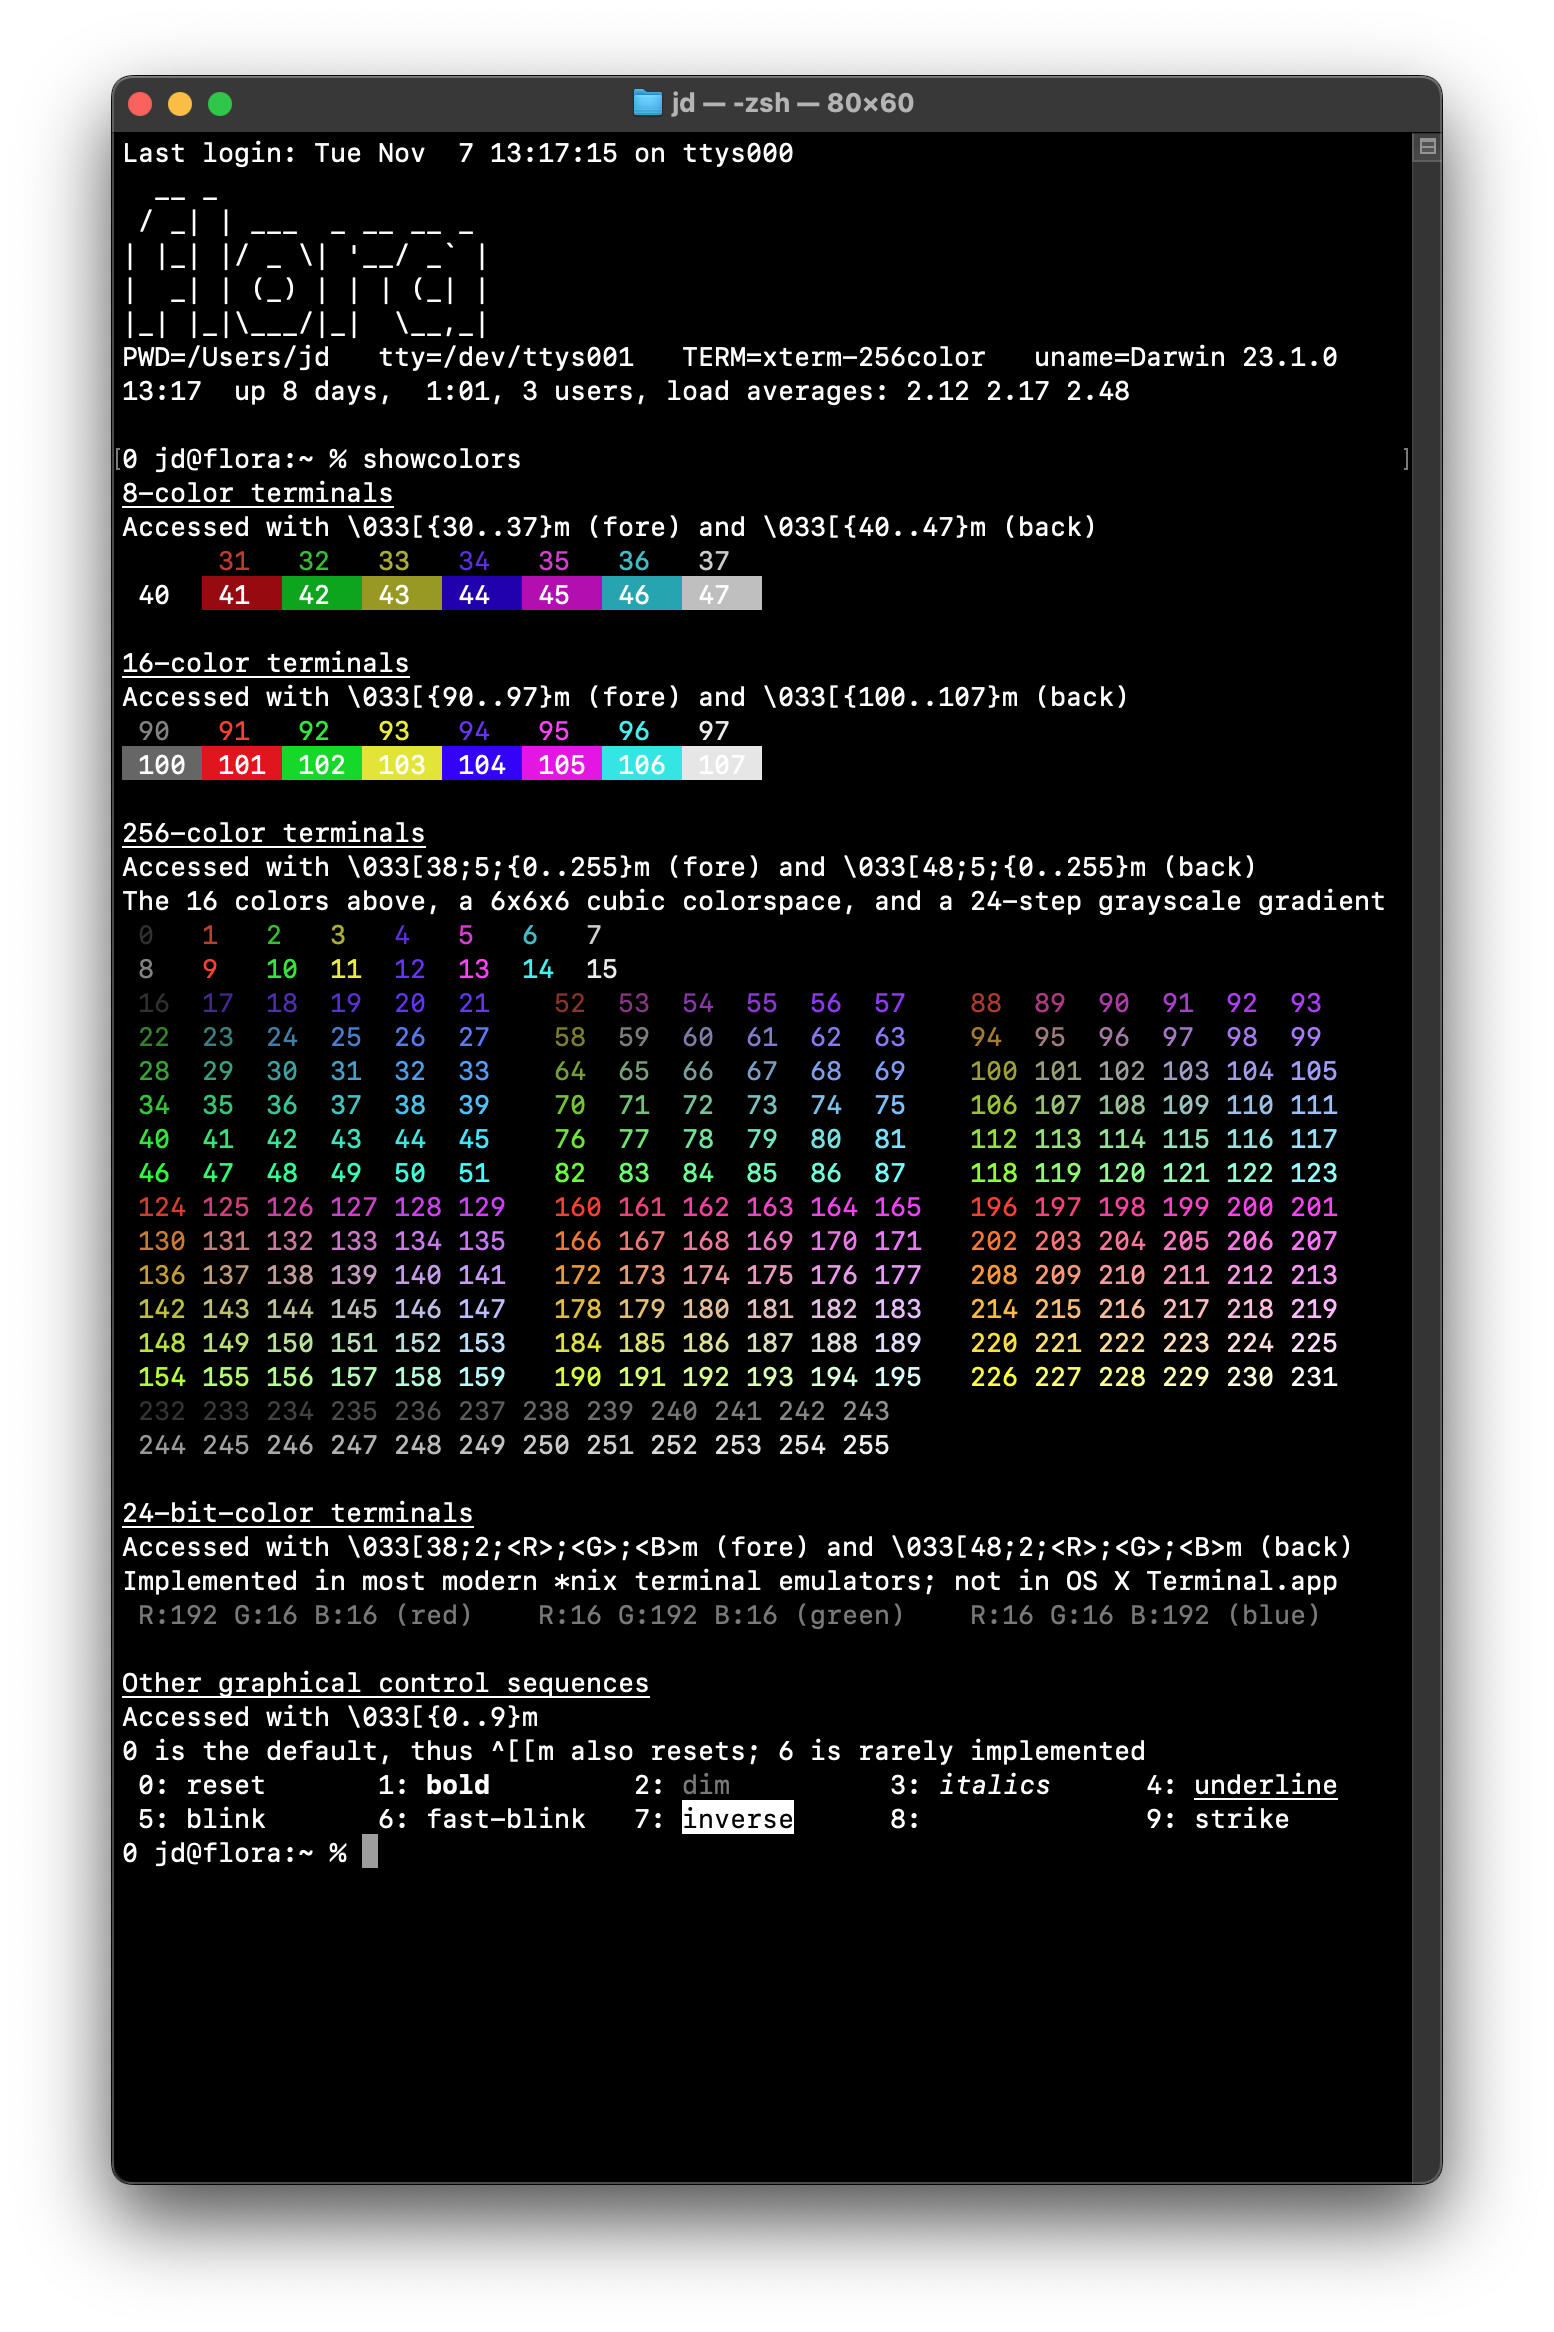 jd — -zsh — 80×60
Last login: Tue Nov  7 13:17:15 on ttys000
  __ _
 / _| | ___  _ __ __ _
| |_| |/ _ \| '__/ _` |
|  _| | (_) | | | (_| |
|_| |_|\___/|_|  \__,_|
PWD=/Users/jd   tty=/dev/ttys001   TERM=xterm-256color   uname=Darwin 23.1.0
13:17  up 8 days,  1:01, 3 users, load averages: 2.12 2.17 2.48
[0 jd@flora:~ % showcolors ]
8-color terminals
Accessed with \033[{30..37}m (fore) and \033[{40..47}m (back)
      31   32   33   34   35   36   37
 40   41   42   43   44   45   46   47
16-color terminals
Accessed with \033[{90..97}m (fore) and \033[{100..107}m (back)
 90   91   92   93   94   95   96   97
 100  101  102  103  104  105  106  107
256-color terminals
Accessed with \033[38;5;{0..255}m (fore) and \033[48;5;{0..255}m (back)
The 16 colors above, a 6x6x6 cubic colorspace, and a 24-step grayscale gradient
 0   1   2   3   4   5   6   7
 8   9   10  11  12  13  14  15
 16  17  18  19  20  21    52  53  54  55  56  57    88  89  90  91  92  93
 22  23  24  25  26  27    58  59  60  61  62  63    94  95  96  97  98  99
 28  29  30  31  32  33    64  65  66  67  68  69    100 101 102 103 104 105
 34  35  36  37  38  39    70  71  72  73  74  75    106 107 108 109 110 111
 40  41  42  43  44  45    76  77  78  79  80  81    112 113 114 115 116 117
 46  47  48  49  50  51    82  83  84  85  86  87    118 119 120 121 122 123
 124 125 126 127 128 129   160 161 162 163 164 165   196 197 198 199 200 201
 130 131 132 133 134 135   166 167 168 169 170 171   202 203 204 205 206 207
 136 137 138 139 140 141   172 173 174 175 176 177   208 209 210 211 212 213
 142 143 144 145 146 147   178 179 180 181 182 183   214 215 216 217 218 219
 148 149 150 151 152 153   184 185 186 187 188 189   220 221 222 223 224 225
 154 155 156 157 158 159   190 191 192 193 194 195   226 227 228 229 230 231
 232 233 234 235 236 237 238 239 240 241 242 243
 244 245 246 247 248 249 250 251 252 253 254 255
24-bit-color terminals
Accessed with \033[38;2;<R>;<G>;<B>m (fore) and \033[48;2;<R>;<G>;<B>m (back)
Implemented in most modern *nix terminal emulators; not in OS X Terminal.app
 R:192 G:16 B:16 (red)    R:16 G:192 B:16 (green)    R:16 G:16 B:192 (blue)
Other graphical control sequences
Accessed with \033[{0..9}m
0 is the default, thus ^[[m also resets; 6 is rarely implemented
 0: reset       1: bold         2: dim          3: italics      4: underline
 5: blink       6: fast-blink   7: inverse      8:              9: strike
0 jd@flora:~ %